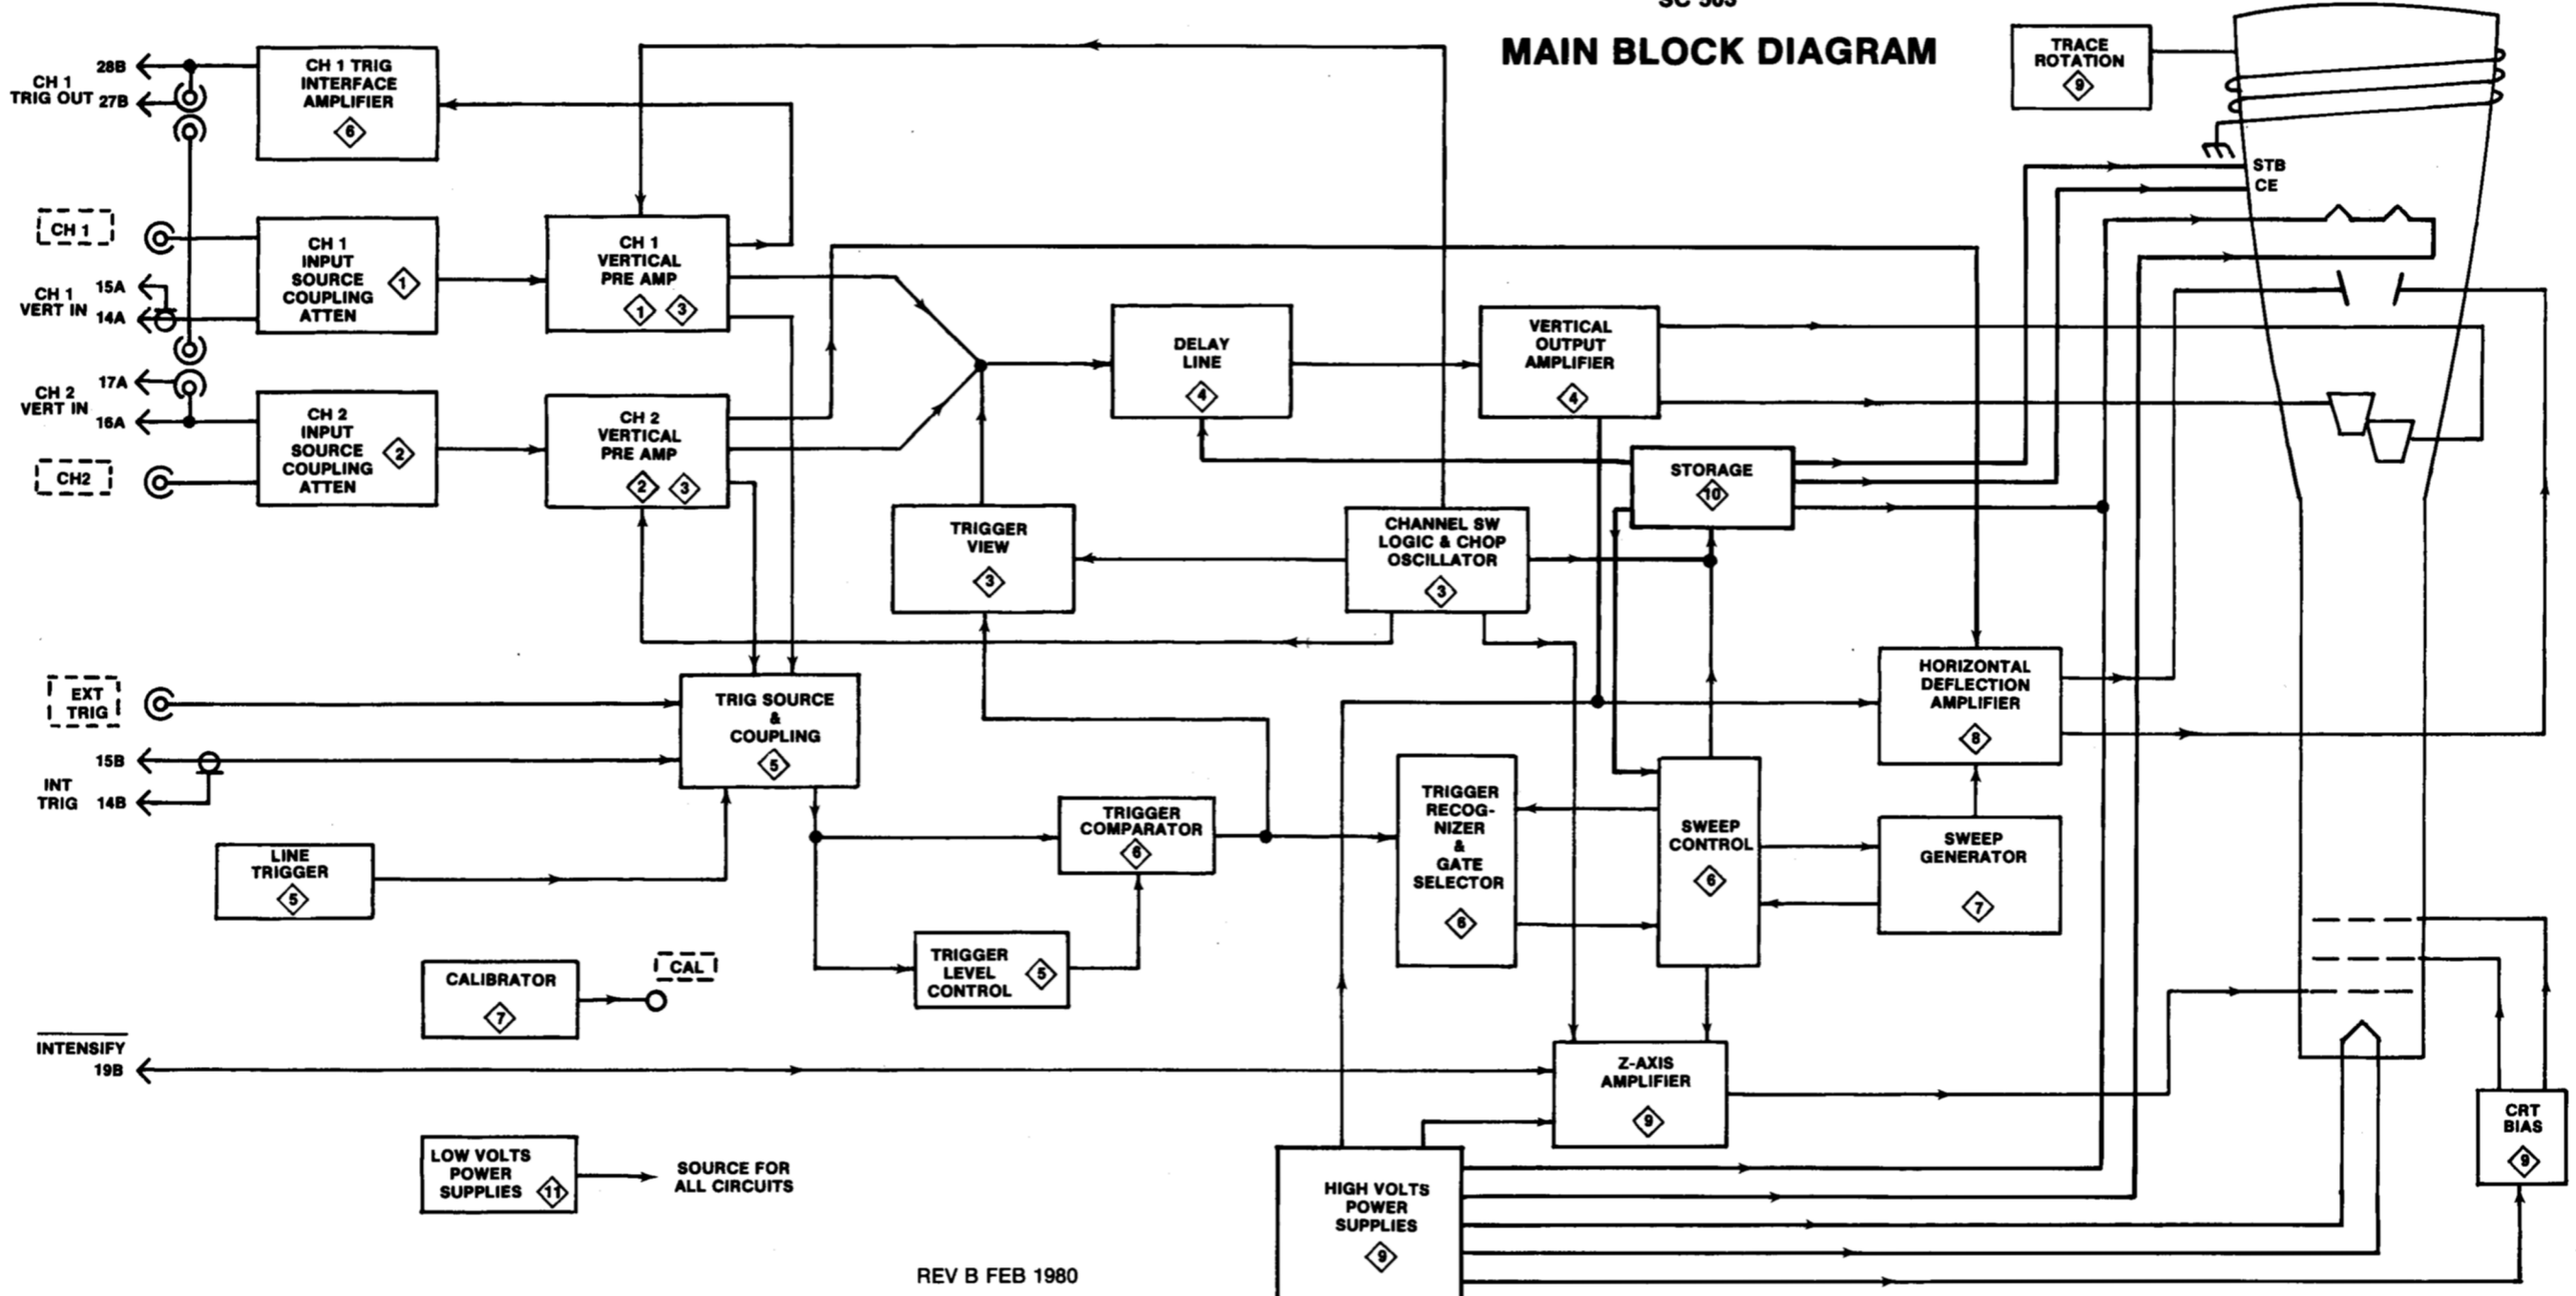 SC 503
MAIN BLOCK DIAGRAM
28B
CH 1
TRIG OUT 27B
CH 1 TRIG
INTERFACE
AMPLIFIER
6
TRACE
ROTATION
9
STB
CE
CH 1
15A
CH 1
VERT IN
14A
CH 1
INPUT
SOURCE
COUPLING
ATTEN
1
CH 1
VERTICAL
PRE AMP
1 3
17A
CH 2
VERT IN
16A
CH2
CH 2
INPUT
SOURCE
COUPLING
ATTEN
2
CH 2
VERTICAL
PRE AMP
2 3
DELAY
LINE
4
VERTICAL
OUTPUT
AMPLIFIER
4
STORAGE
10
TRIGGER
VIEW
3
CHANNEL SW
LOGIC & CHOP
OSCILLATOR
3
EXT
TRIG
15B
INT
TRIG 14B
TRIG SOURCE
&
COUPLING
5
HORIZONTAL
DEFLECTION
AMPLIFIER
8
LINE
TRIGGER
5
TRIGGER
COMPARATOR
6
TRIGGER
RECOG-
NIZER
&
GATE
SELECTOR
6
SWEEP
CONTROL
6
SWEEP
GENERATOR
7
TRIGGER
LEVEL
CONTROL
5
CALIBRATOR
7
CAL
INTENSIFY
19B
Z-AXIS
AMPLIFIER
9
CRT
BIAS
9
LOW VOLTS
POWER
SUPPLIES 11
SOURCE FOR
ALL CIRCUITS
HIGH VOLTS
POWER
SUPPLIES
9
REV B FEB 1980